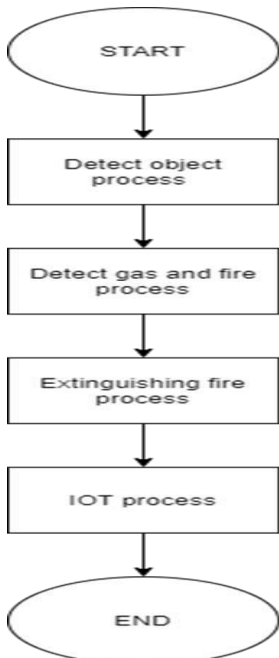 START
Detect object
process
Detect gas and fire
process
Extinguishing fire
process
IOT process
END